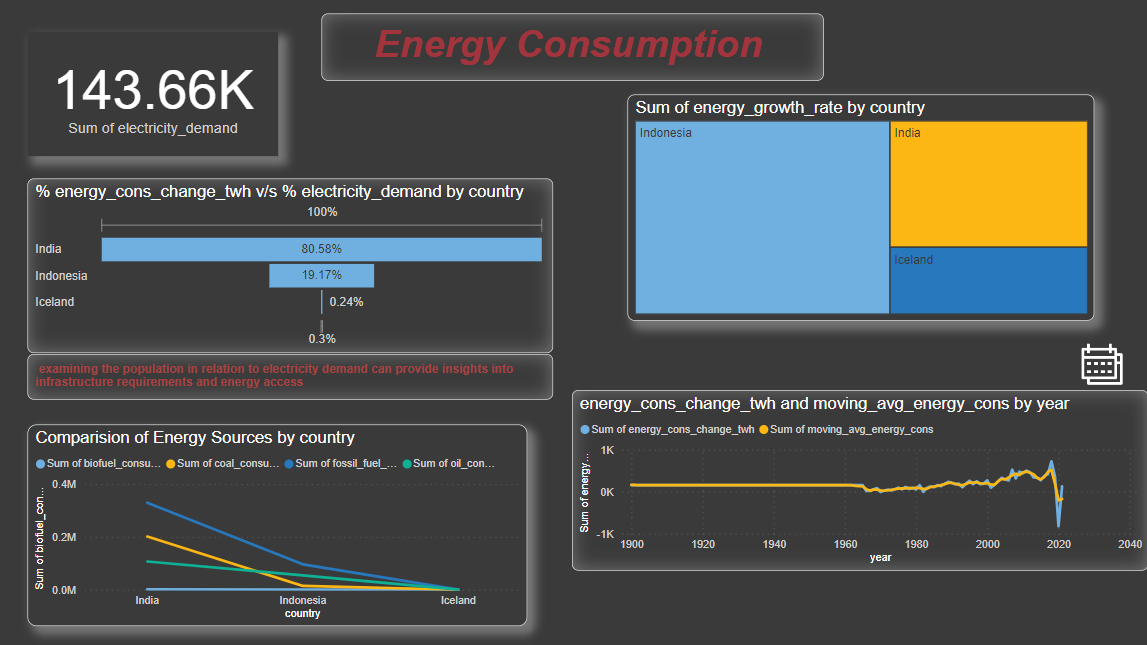 Energy Consumption
143.66K
Sum of electricity_demand
Sum of energy_growth_rate by country
Indonesia
India
Iceland
% energy_cons_change_twh v/s % electricity_demand by country
100%
India
80.58%
Indonesia
19.17%
Iceland
0.24%
0.3%
examining the population in relation to electricity demand can provide insights into
infrastructure requirements and energy access
energy_cons_change_twh and moving_avg_energy_cons by year
Sum of energy_cons_change_twh Sum of moving_avg_energy_cons
Sum of energy...
1K
0K
-1K
1900 1920 1940 1960 1980 2000 2020 2040
year
Comparision of Energy Sources by country
Sum of biofuel_consu... Sum of coal_consu... Sum of fossil_fuel_... Sum of oil_con...
Sum of biofuel_con...
0.4M
0.2M
0.0M
India Indonesia Iceland
country